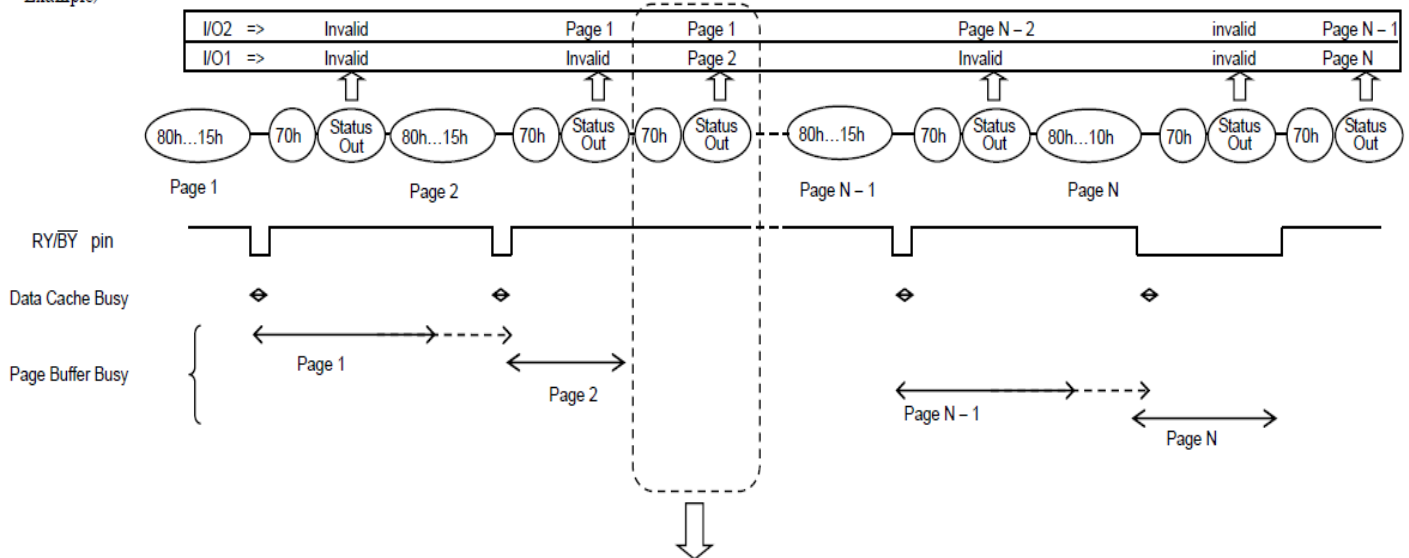 Example)
I/O2 => Invalid Page 1 Page 1 Page N – 2 invalid Page N – 1
I/O1 => Invalid Invalid Page 2 Invalid invalid Page N
80h...15h 70h Status Out 80h...15h 70h Status Out 70h Status Out 80h...15h 70h Status Out 80h...10h 70h Status Out 70h Status Out
Page 1 Page 2 Page N – 1 Page N
RY/BY pin
Data Cache Busy
Page Buffer Busy
Page 1
Page 2
Page N – 1
Page N